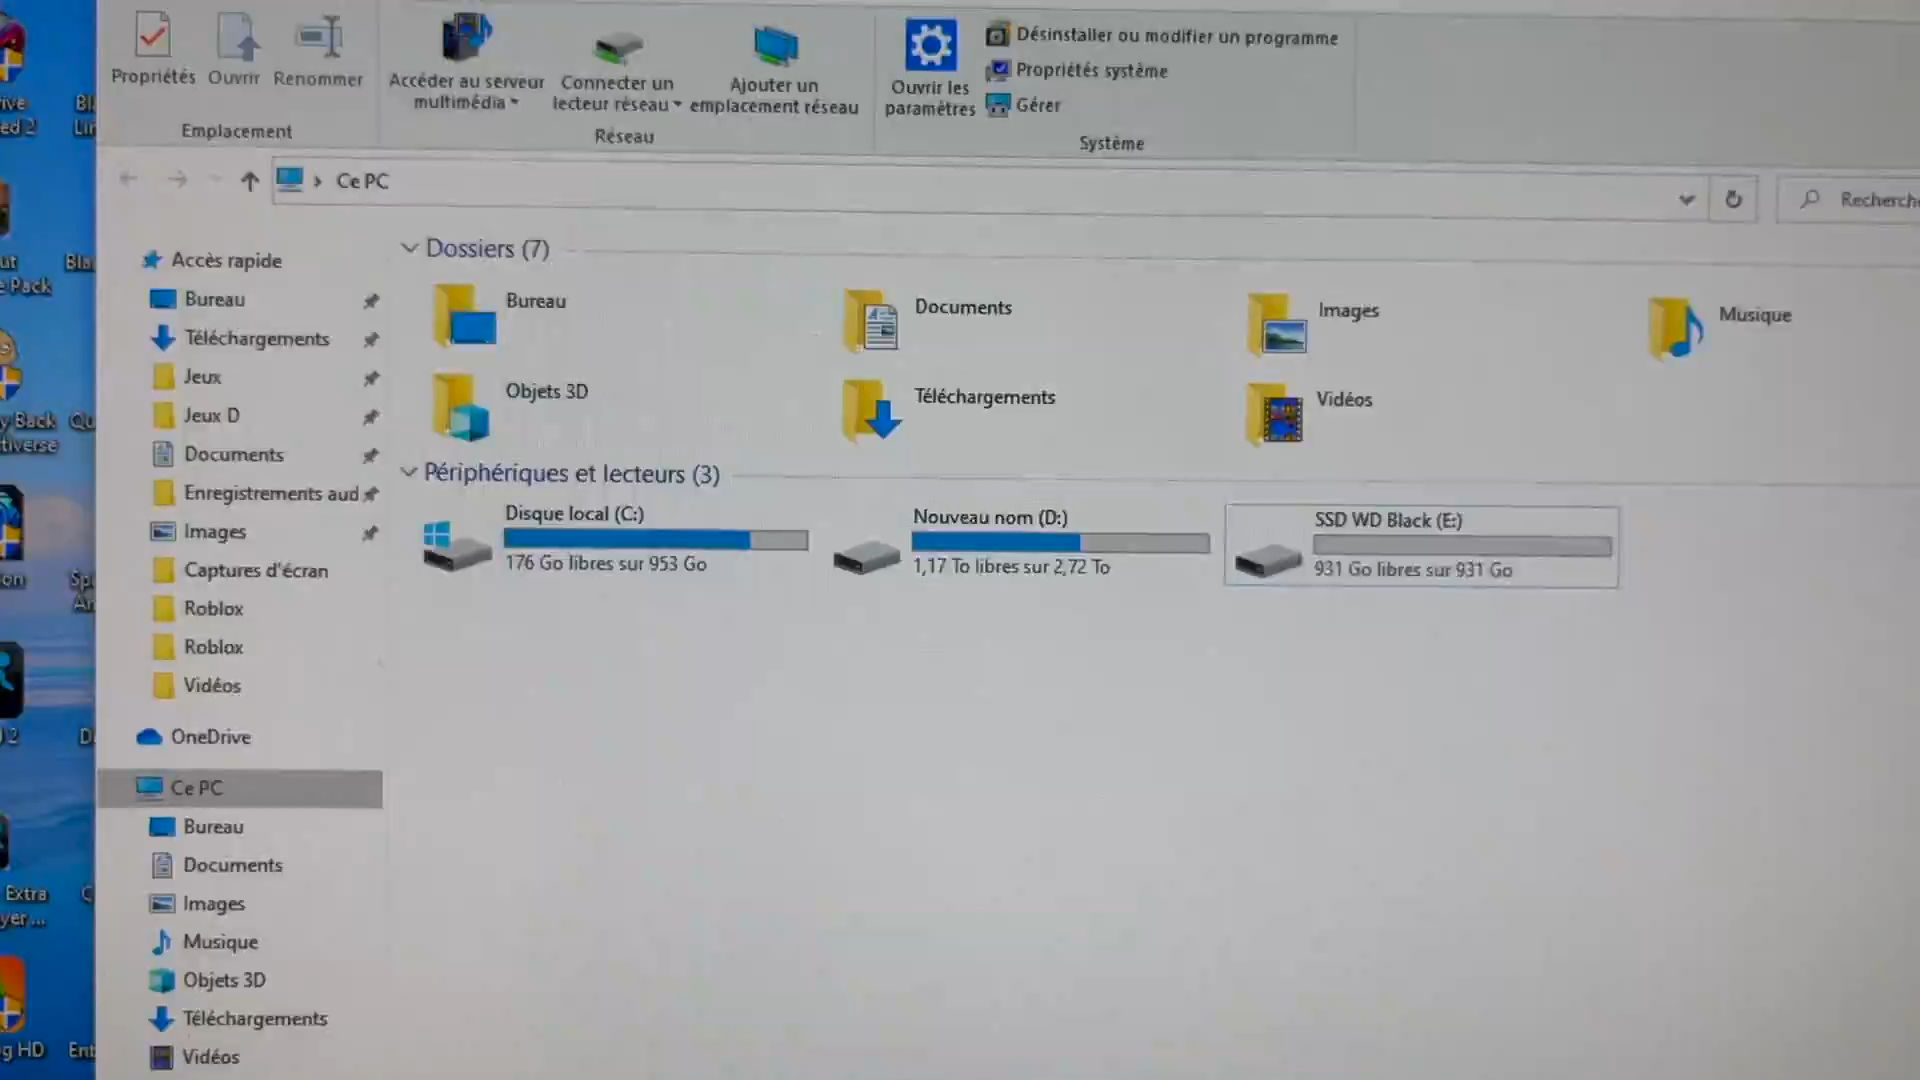 Propriétés
Ouvrir
Renommer
Emplacement
Accéder au serveur
multimédia
Connecter un
lecteur réseau
Ajouter un
emplacement réseau
Réseau
Ouvrir les
paramètres
Désinstaller ou modifier un programme
Propriétés système
Gérer
Système
Ce PC
Recherche
Accès rapide
Bureau
Téléchargements
Jeux
Jeux D
Documents
Enregistrements aud
Images
Captures d'écran
Roblox
Roblox
Vidéos
OneDrive
Ce PC
Bureau
Documents
Images
Musique
Objets 3D
Téléchargements
Vidéos
Dossiers (7)
Bureau
Documents
Images
Musique
Objets 3D
Téléchargements
Vidéos
Périphériques et lecteurs (3)
Disque local (C:)
176 Go libres sur 953 Go
Nouveau nom (D:)
1,17 To libres sur 2,72 To
SSD WD Black (E:)
931 Go libres sur 931 Go
Pack
Back
Extra
HD